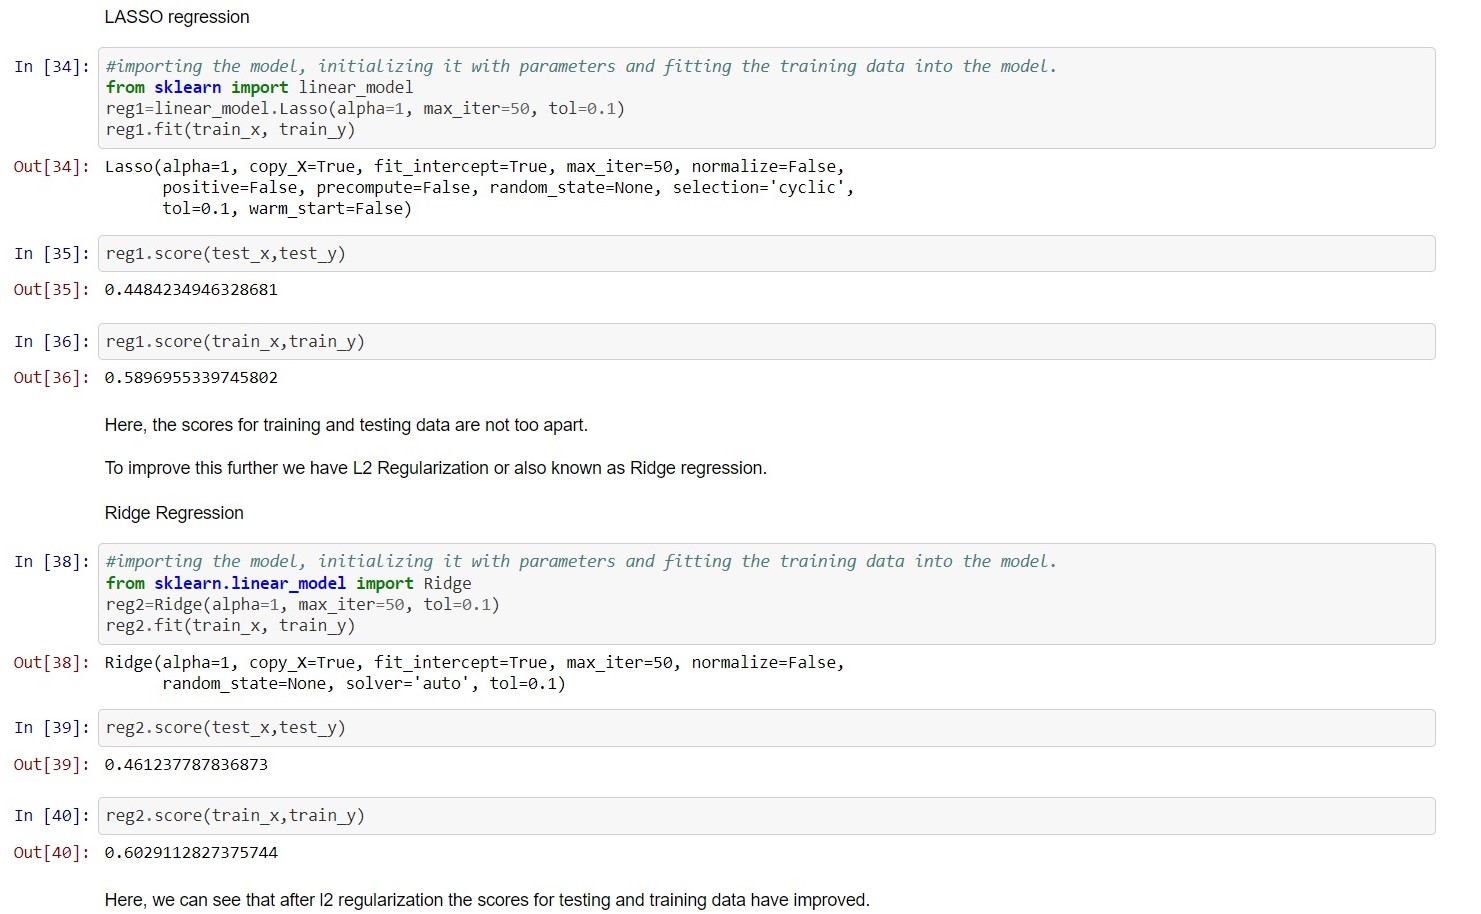 LASSO regression
In [34]: #importing the model, initializing it with parameters and fitting the training data into the model.
from sklearn import linear_model
reg1=linear_model.Lasso(alpha=1, max_iter=50, tol=0.1)
reg1.fit(train_x, train_y)
Out[34]: Lasso(alpha=1, copy_X=True, fit_intercept=True, max_iter=50, normalize=False,
positive=False, precompute=False, random_state=None, selection='cyclic',
tol=0.1, warm_start=False)
In [35]: reg1.score(test_x,test_y)
Out[35]: 0.4484234946328681
In [36]: reg1.score(train_x,train_y)
Out[36]: 0.5896955339745802
Here, the scores for training and testing data are not too apart.
To improve this further we have L2 Regularization or also known as Ridge regression.
Ridge Regression
In [38]: #importing the model, initializing it with parameters and fitting the training data into the model.
from sklearn.linear_model import Ridge
reg2=Ridge(alpha=1, max_iter=50, tol=0.1)
reg2.fit(train_x, train_y)
Out[38]: Ridge(alpha=1, copy_X=True, fit_intercept=True, max_iter=50, normalize=False,
random_state=None, solver='auto', tol=0.1)
In [39]: reg2.score(test_x,test_y)
Out[39]: 0.461237787836873
In [40]: reg2.score(train_x,train_y)
Out[40]: 0.6029112827375744
Here, we can see that after l2 regularization the scores for testing and training data have improved.